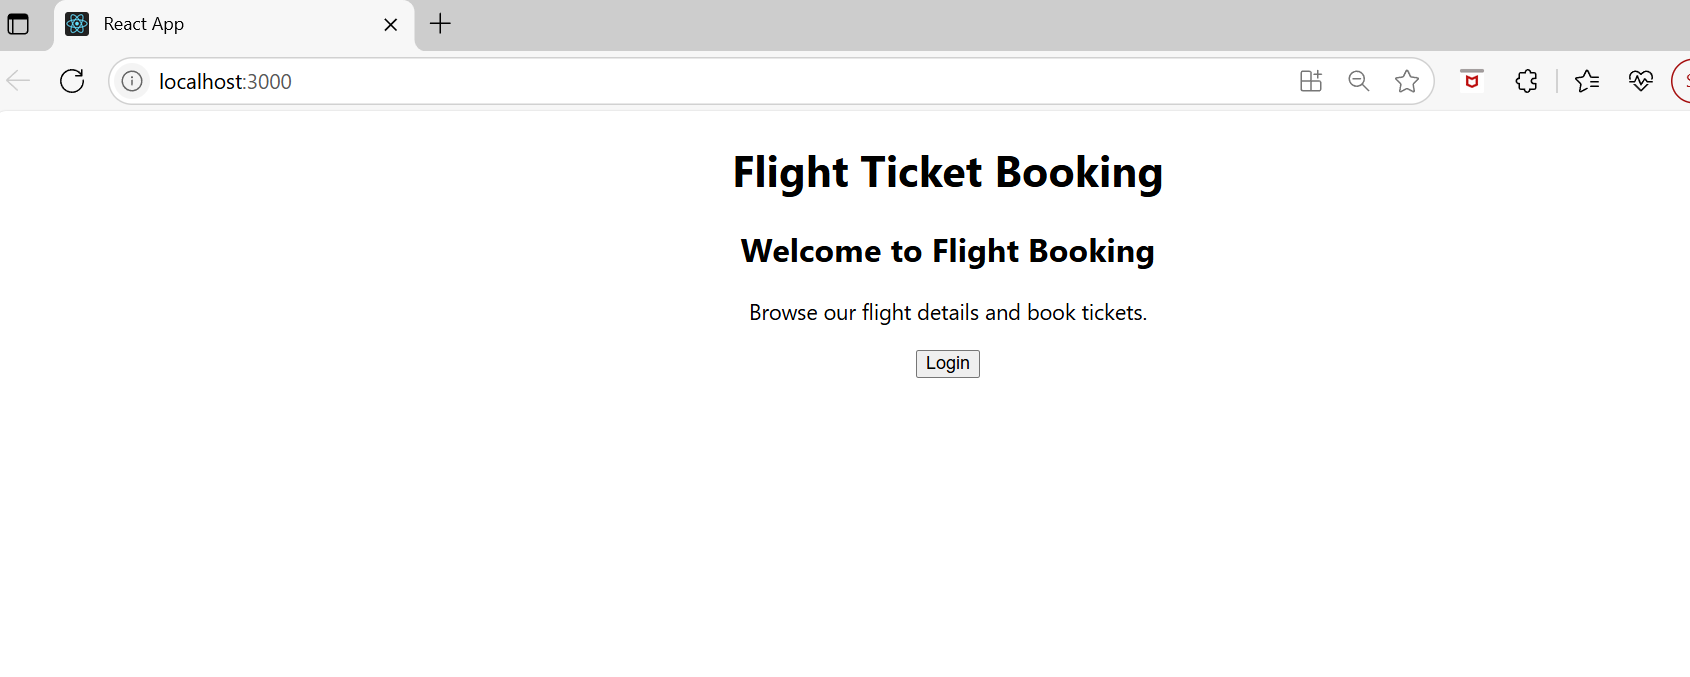 React App
localhost:3000
Flight Ticket Booking
Welcome to Flight Booking
Browse our flight details and book tickets.
Login